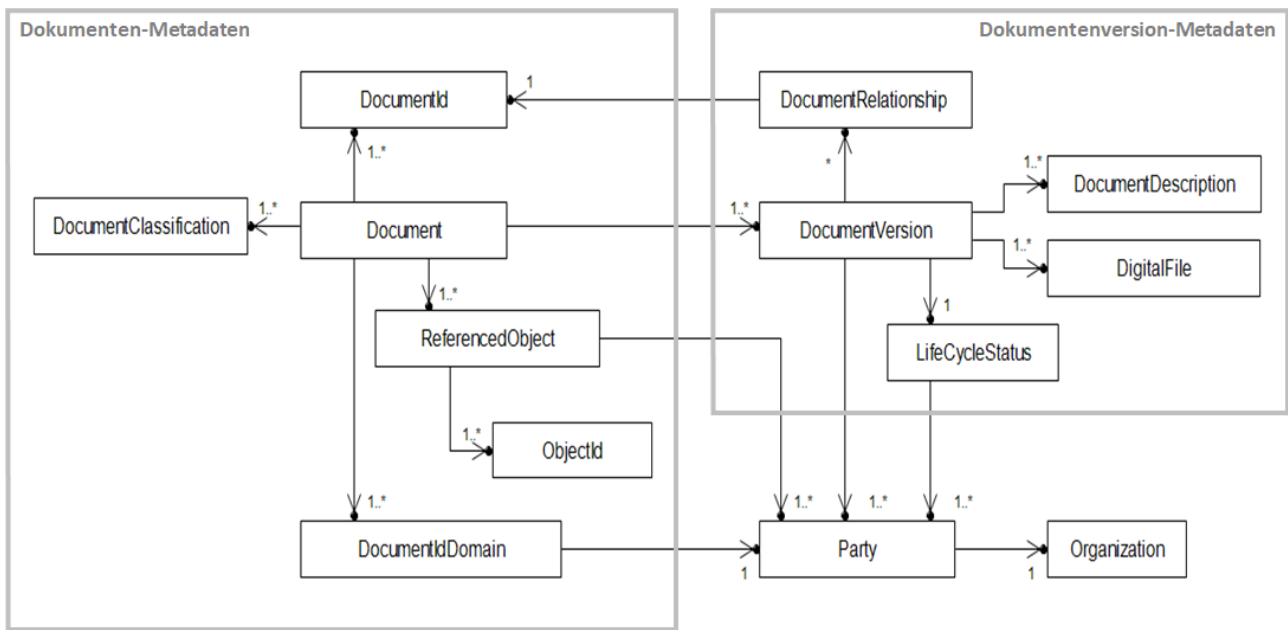 Dokumenten-Metadaten
Dokumentenversion-Metadaten
DocumentId
1
DocumentRelationship
1..*
*
1..*
DocumentDescription
DocumentClassification
1..*
Document
1..*
DocumentVersion
1..*
DigitalFile
1..*
1
ReferencedObject
LifeCycleStatus
1..*
ObjectId
1..*
1..*
1..*
1..*
DocumentIdDomain
1
Party
1
Organization